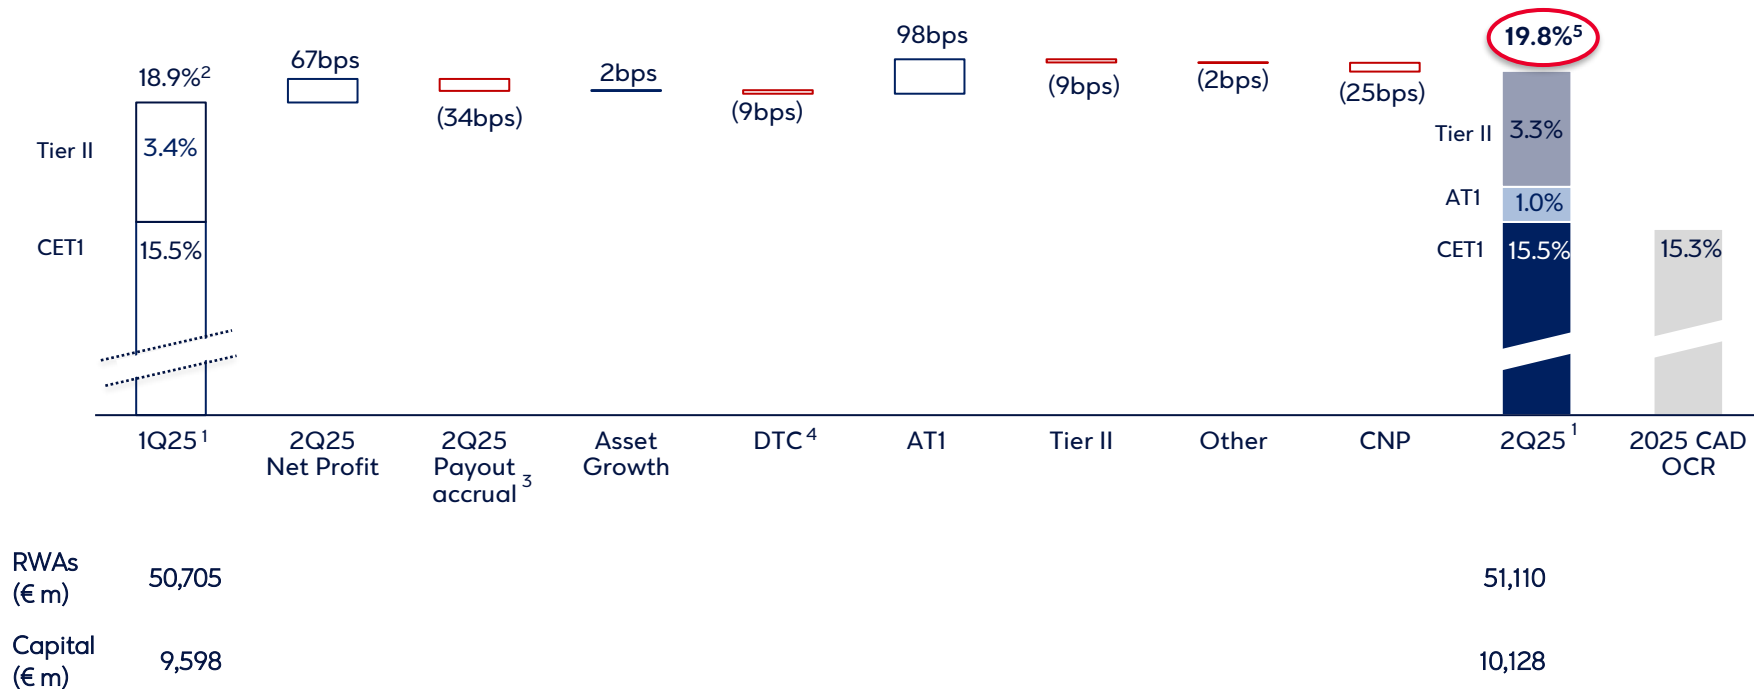 18.9%2
67bps
(34bps)
2bps
(9bps)
98bps
(9bps)
(2bps)
(25bps)
19.8%5
Tier II
3.4%
CET1
15.5%
Tier II
3.3%
AT1
1.0%
CET1
15.5%
15.3%
1Q25 1
2Q25
Net Profit
2Q25
Payout
accrual 3
Asset
Growth
DTC 4
AT1
Tier II
Other
CNP
2Q25 1
2025 CAD
OCR
RWAs
(€ m)
50,705
51,110
Capital
(€ m)
9,598
10,128